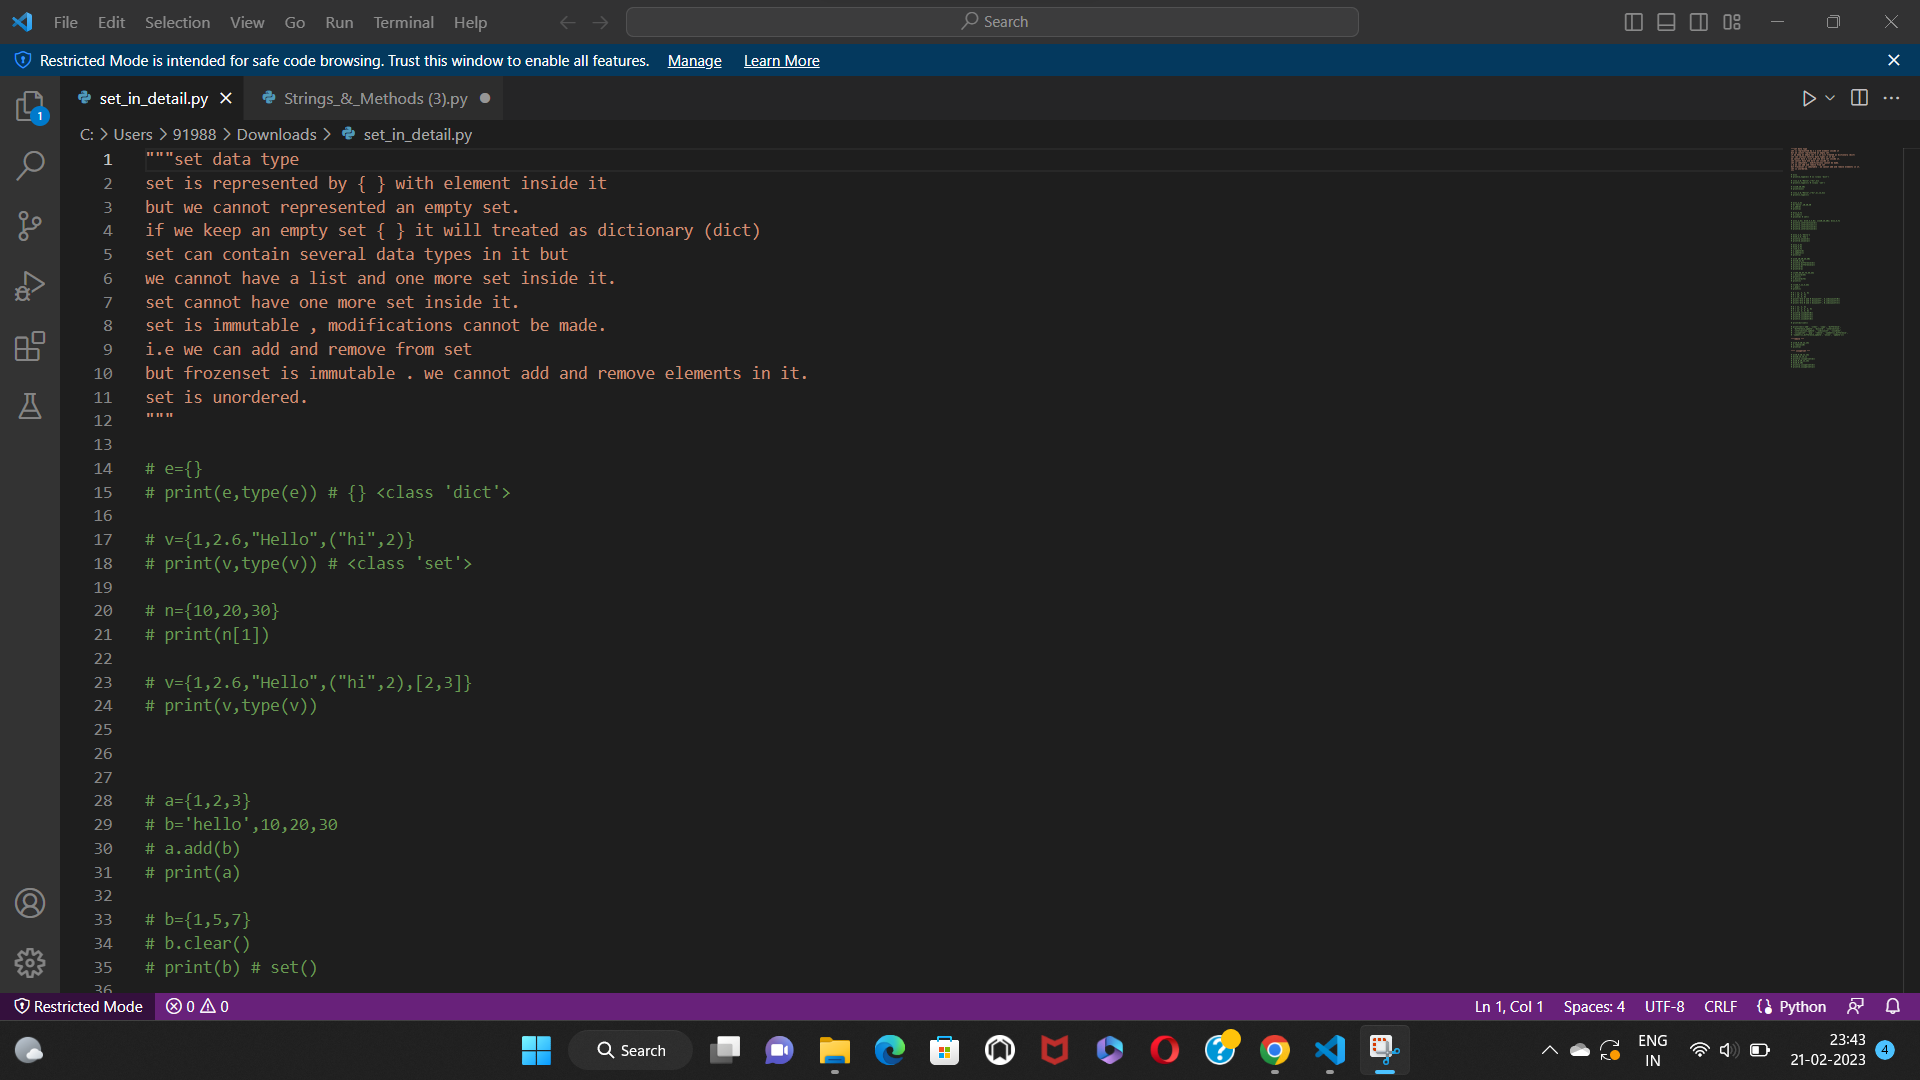 File Edit Selection View Go Run Terminal Help Search
Restricted Mode is intended for safe code browsing. Trust this window to enable all features. Manage Learn More
1 set_in_detail.py Strings_&_Methods (3).py
C: > Users > 91988 > Downloads > set_in_detail.py
1 """set data type
2 set is represented by { } with element inside it
3 but we cannot represented an empty set.
4 if we keep an empty set { } it will treated as dictionary (dict)
5 set can contain several data types in it but
6 we cannot have a list and one more set inside it.
7 set cannot have one more set inside it.
8 set is immutable , modifications cannot be made.
9 i.e we can add and remove from set
10 but frozenset is immutable . we cannot add and remove elements in it.
11 set is unordered.
12 """
13
14 # e={}
15 # print(e,type(e)) # {} <class 'dict'>
16
17 # v={1,2.6,"Hello",("hi",2)}
18 # print(v,type(v)) # <class 'set'>
19
20 # n={10,20,30}
21 # print(n[1])
22
23 # v={1,2.6,"Hello",("hi",2),[2,3]}
24 # print(v,type(v))
25
26
27
28 # a={1,2,3}
29 # b='hello',10,20,30
30 # a.add(b)
31 # print(a)
32
33 # b={1,5,7}
34 # b.clear()
35 # print(b) # set()
36
Restricted Mode 0 0 Ln 1, Col 1 Spaces: 4 UTF-8 CRLF Python
Search ENG IN 23:43 21-02-2023 4